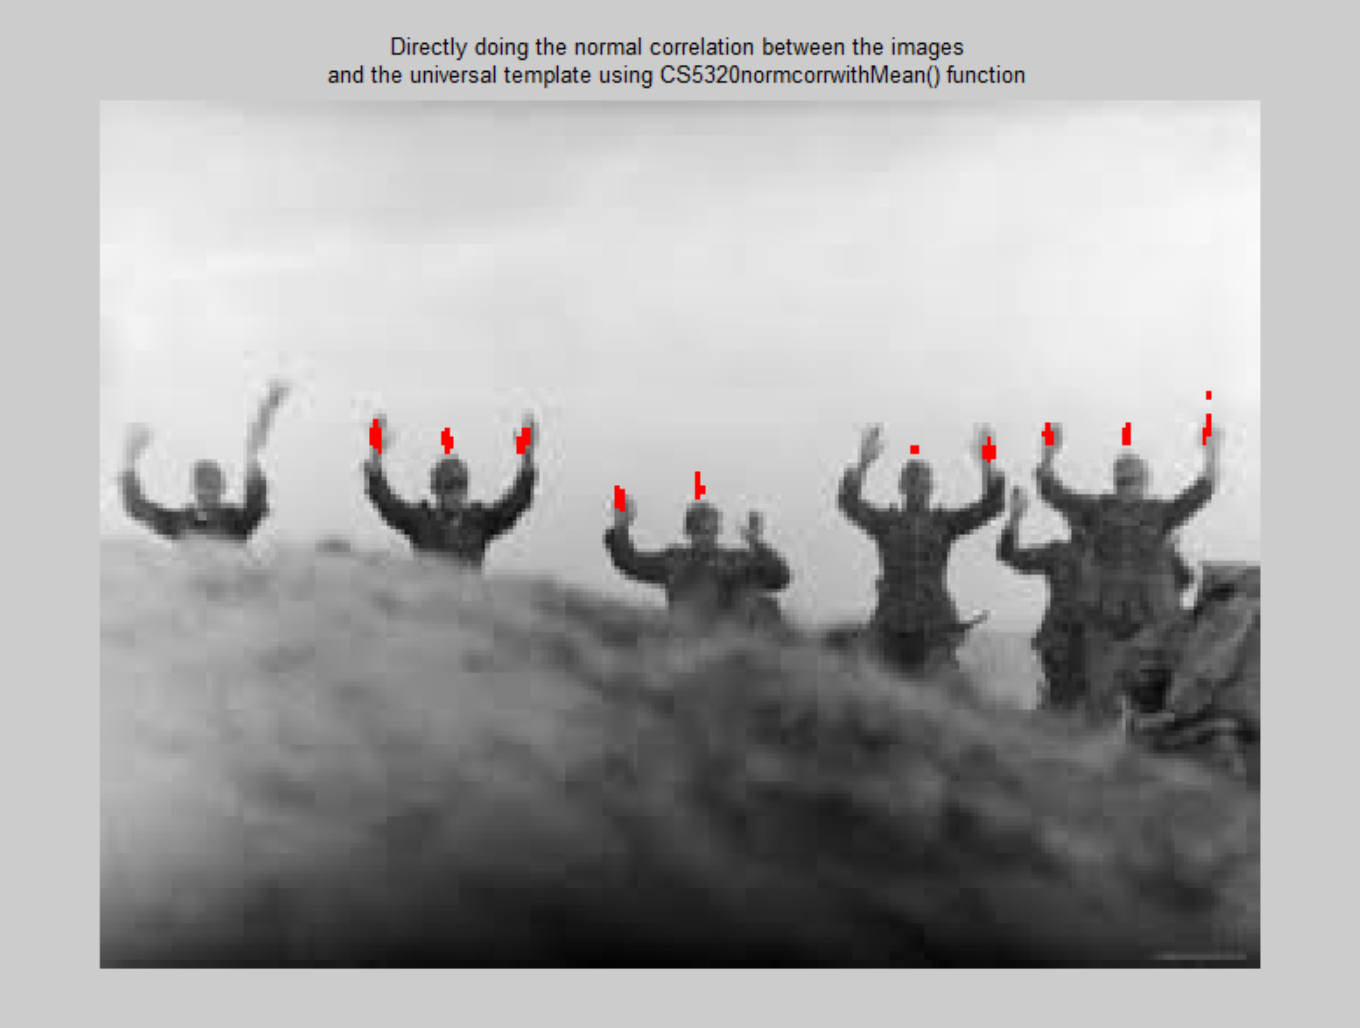 Directly doing the normal correlation between the images
and the universal template using CS5320normcorrwithMean() function